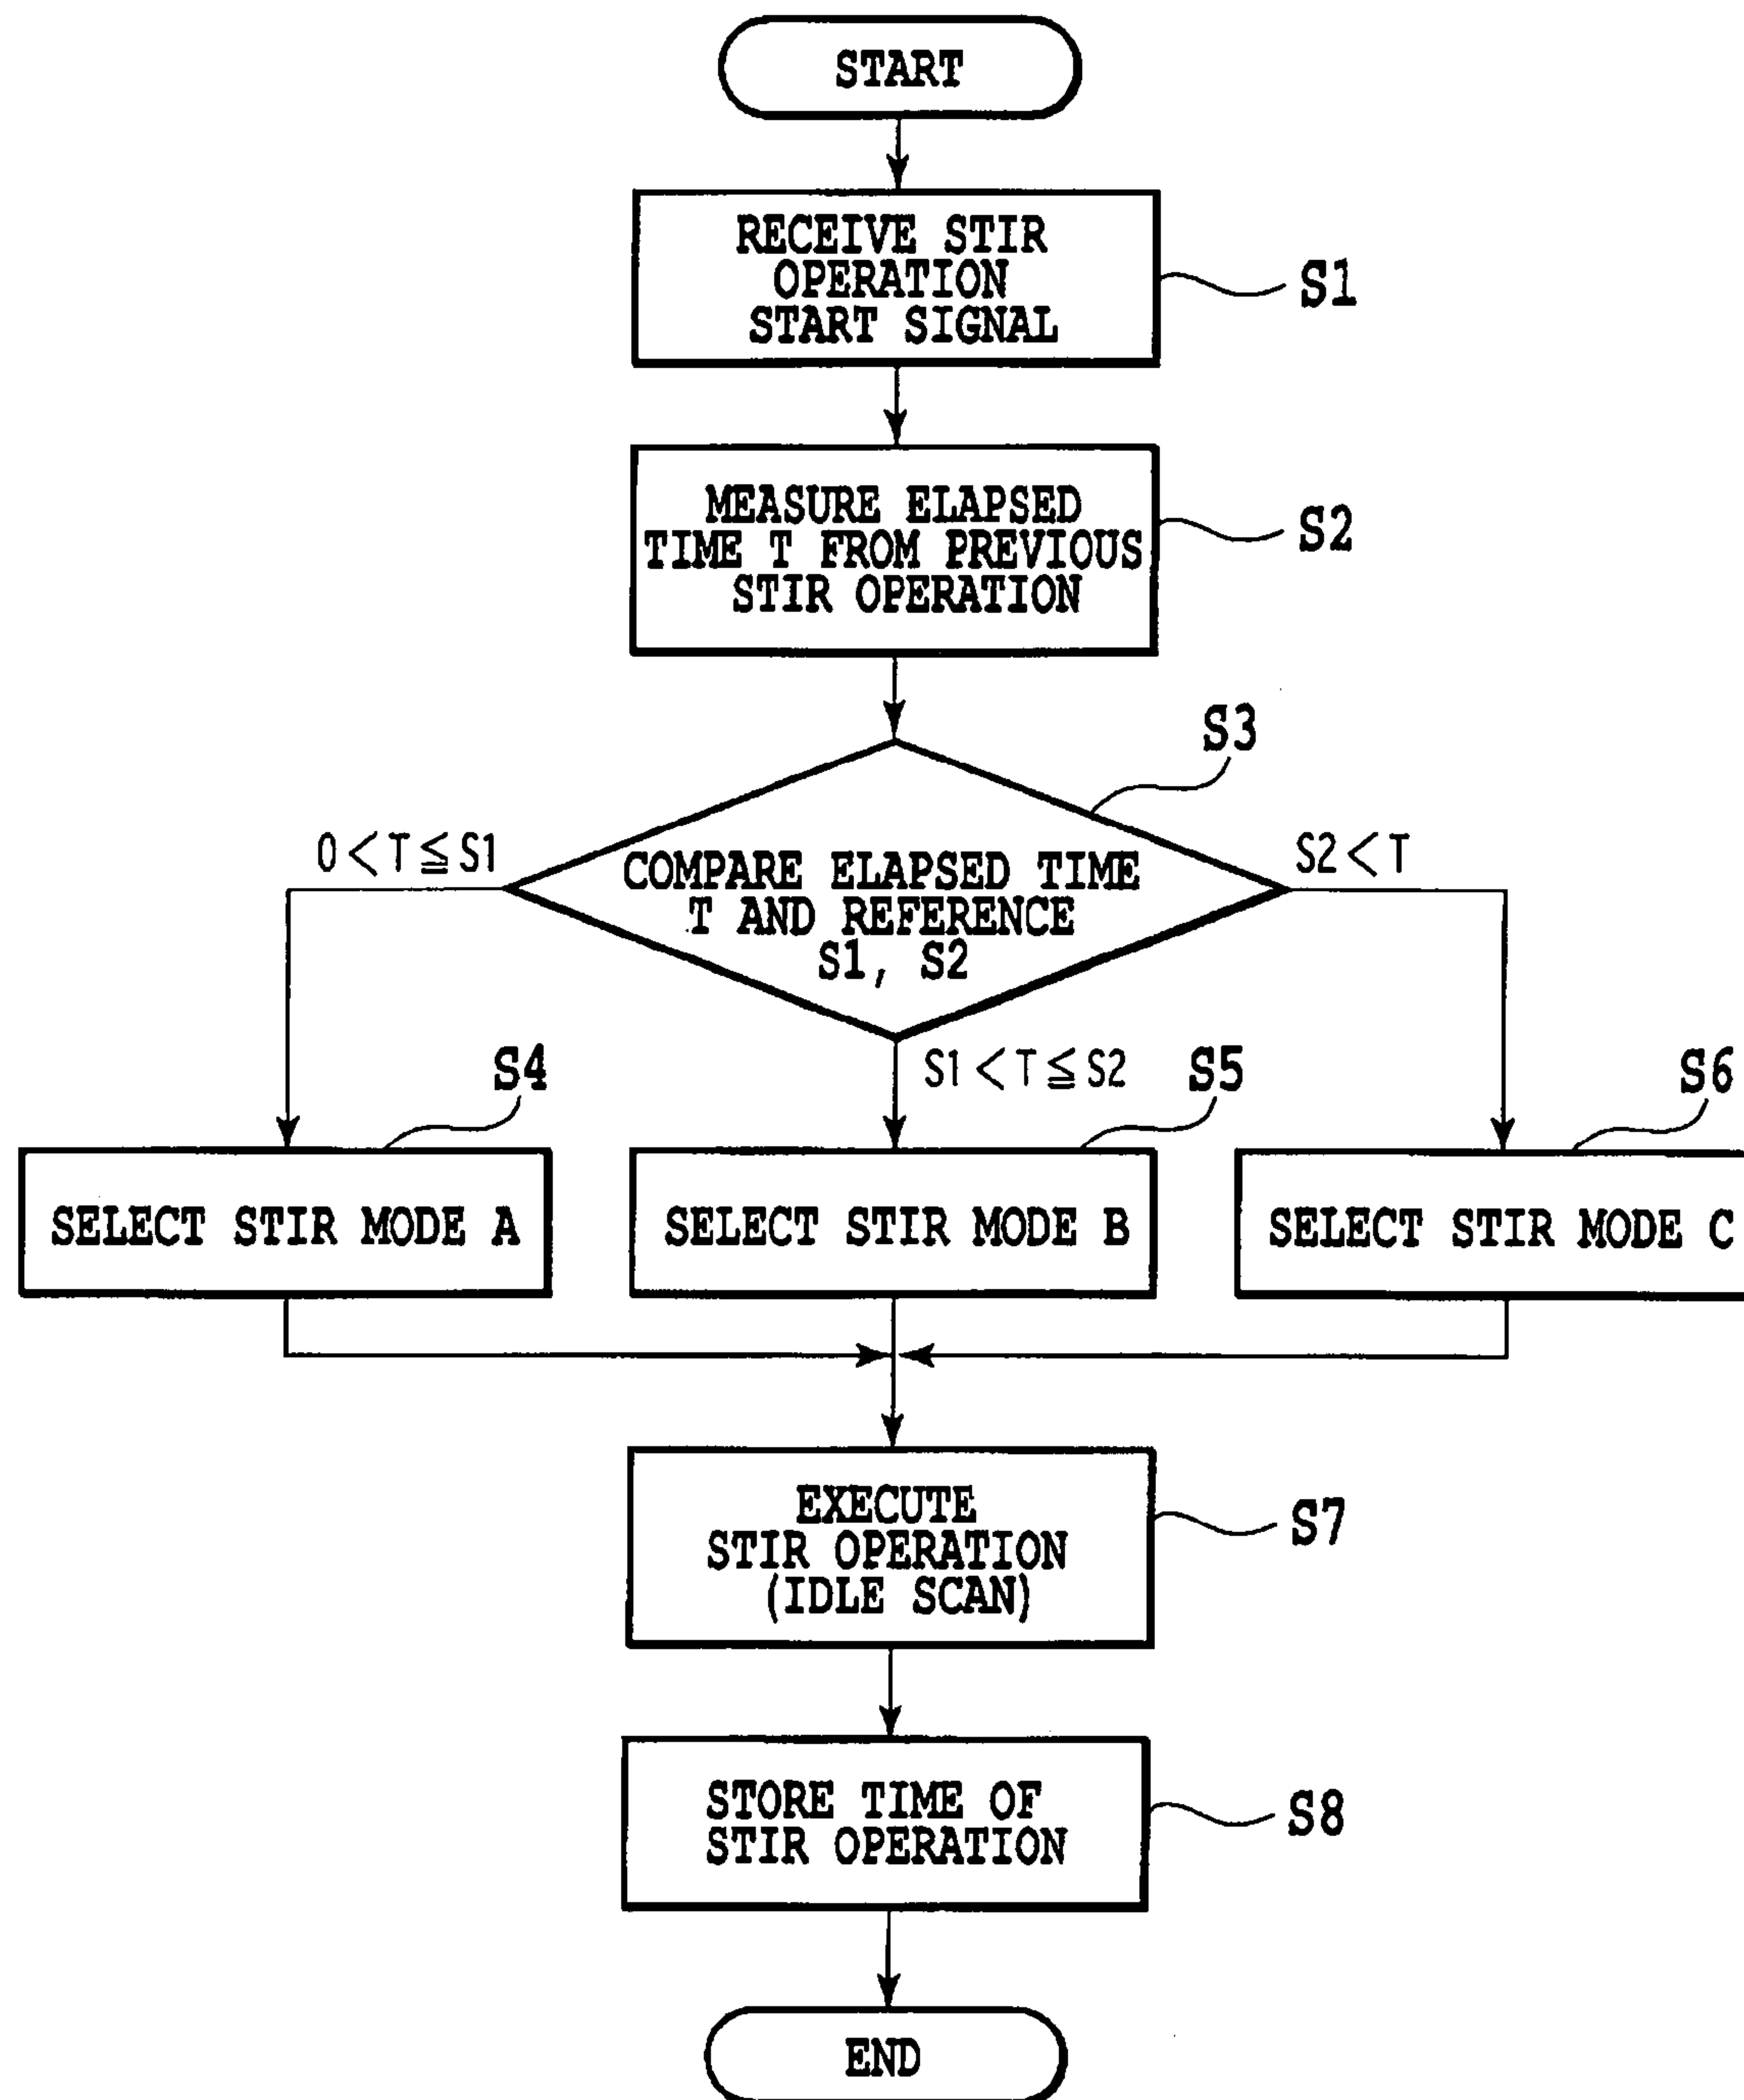 START
RECEIVE STIR
OPERATION
START SIGNAL
S1
MEASURE ELAPSED
TIME T FROM PREVIOUS
STIR OPERATION
S2
S3
0<T≦S1
COMPARE ELAPSED TIME
T AND REFERENCE
S1, S2
S2<T
S1<T≦S2
S4
S5
S6
SELECT STIR MODE A
SELECT STIR MODE B
SELECT STIR MODE C
EXECUTE
STIR OPERATION
(IDLE SCAN)
S7
STORE TIME OF
STIR OPERATION
S8
END